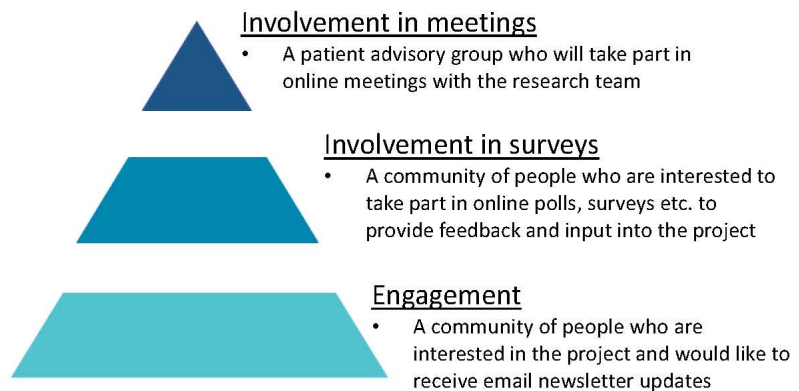 Involvement in meetings
• A patient advisory group who will take part in
online meetings with the research team
Involvement in surveys
• A community of people who are interested to
take part in online polls, surveys etc. to
provide feedback and input into the project
Engagement
• A community of people who are
interested in the project and would like to
receive email newsletter updates